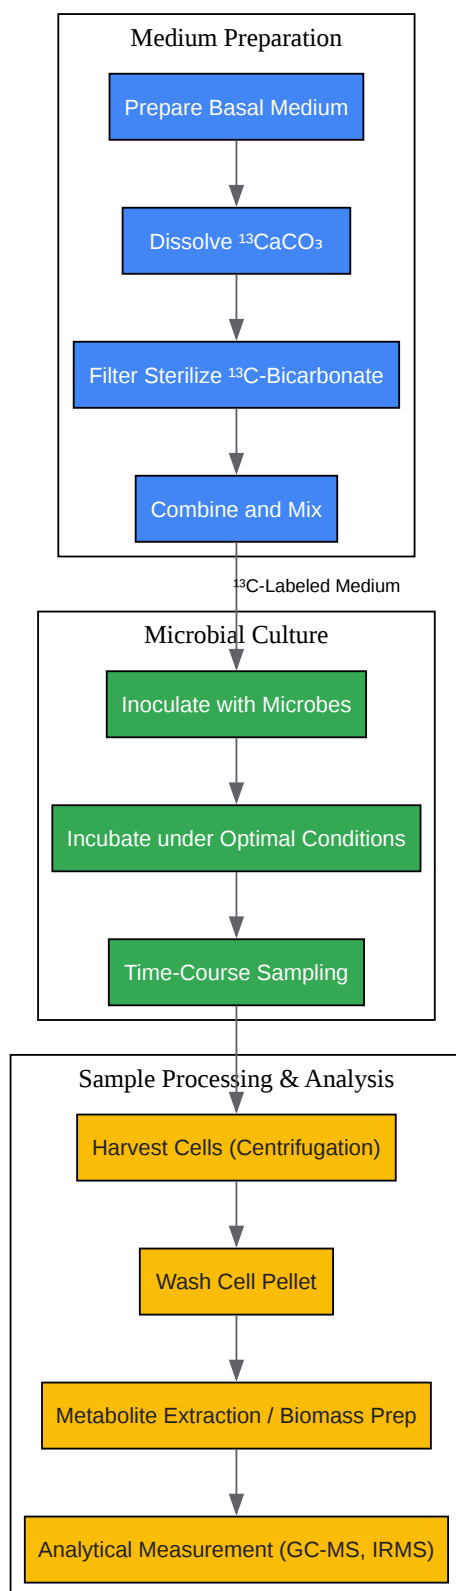 Medium Preparation
Prepare Basal Medium
Dissolve ¹³CaCO₃
Filter Sterilize ¹³C-Bicarbonate
Combine and Mix
¹³C-Labeled Medium
Microbial Culture
Inoculate with Microbes
Incubate under Optimal Conditions
Time-Course Sampling
Sample Processing & Analysis
Harvest Cells (Centrifugation)
Wash Cell Pellet
Metabolite Extraction / Biomass Prep
Analytical Measurement (GC-MS, IRMS)